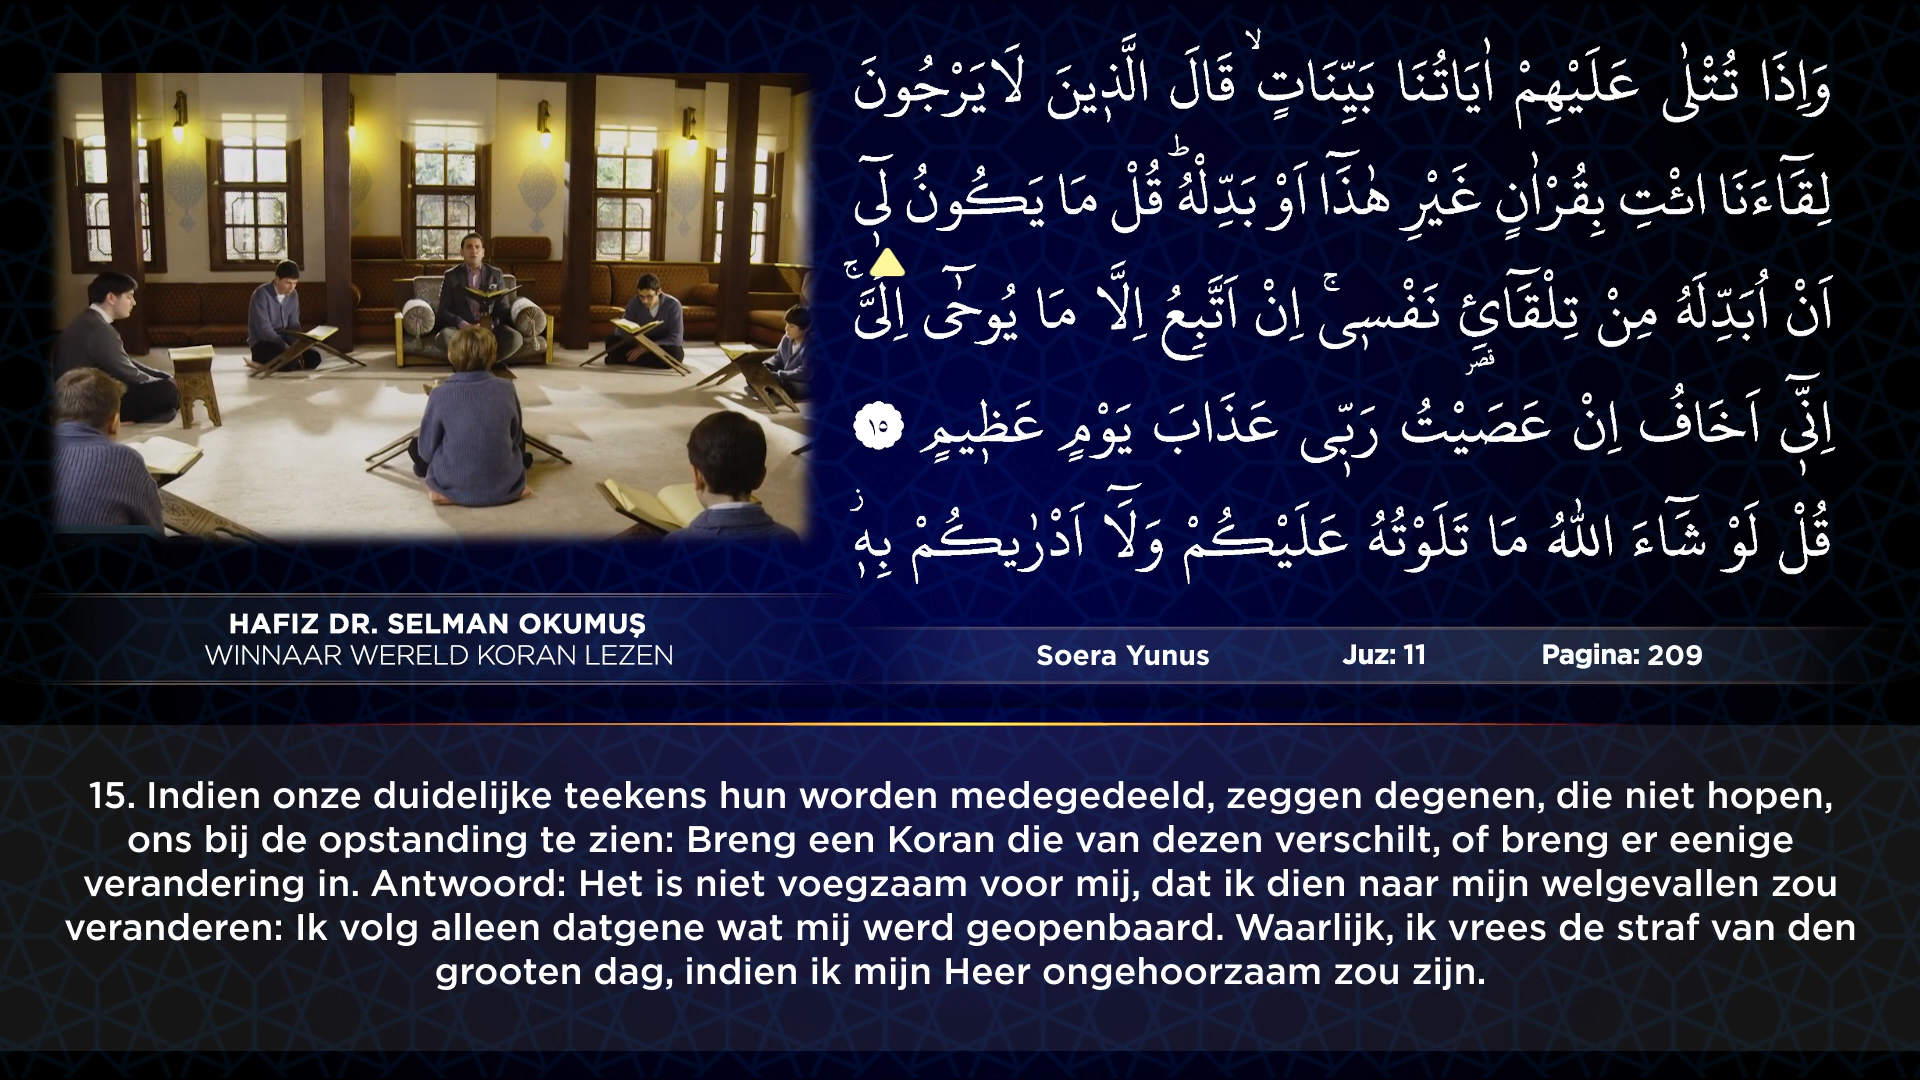 وَاِذَا تُتْلٰى عَلَيْهِمْ اٰيَاتُنَا بَيِّنَاتٍۙ قَالَ الَّذ۪ينَ لَا يَرْجُونَ
لِقَٓاءَنَا ائْتِ بِقُرْاٰنٍ غَيْرِ هٰذَٓا اَوْ بَدِّلْهُۜ قُلْ مَا يَكُونُ ل۪ٓي
اَنْ اُبَدِّلَهُ مِنْ تِلْقَٓائِ۬ نَفْس۪يۚ اِنْ اَتَّبِعُ اِلَّا مَا يُوحٰٓى اِلَيَّۚ
قصر
اِنّ۪ٓي اَخَافُ اِنْ عَصَيْتُ رَبّ۪ي عَذَابَ يَوْمٍ عَظ۪يمٍ ١٥
قُلْ لَوْ شَٓاءَ اللّٰهُ مَا تَلَوْتُهُ عَلَيْكُمْ وَلَٓا اَدْرٰيكُمْ بِه۪ۘ
HAFIZ DR. SELMAN OKUMUŞ
WINNAAR WERELD KORAN LEZEN
Soera Yunus Juz: 11 Pagina: 209
15. Indien onze duidelijke teekens hun worden medegedeeld, zeggen degenen, die niet hopen,
ons bij de opstanding te zien: Breng een Koran die van dezen verschilt, of breng er eenige
verandering in. Antwoord: Het is niet voegzaam voor mij, dat ik dien naar mijn welgevallen zou
veranderen: Ik volg alleen datgene wat mij werd geopenbaard. Waarlijk, ik vrees de straf van den
grooten dag, indien ik mijn Heer ongehoorzaam zou zijn.